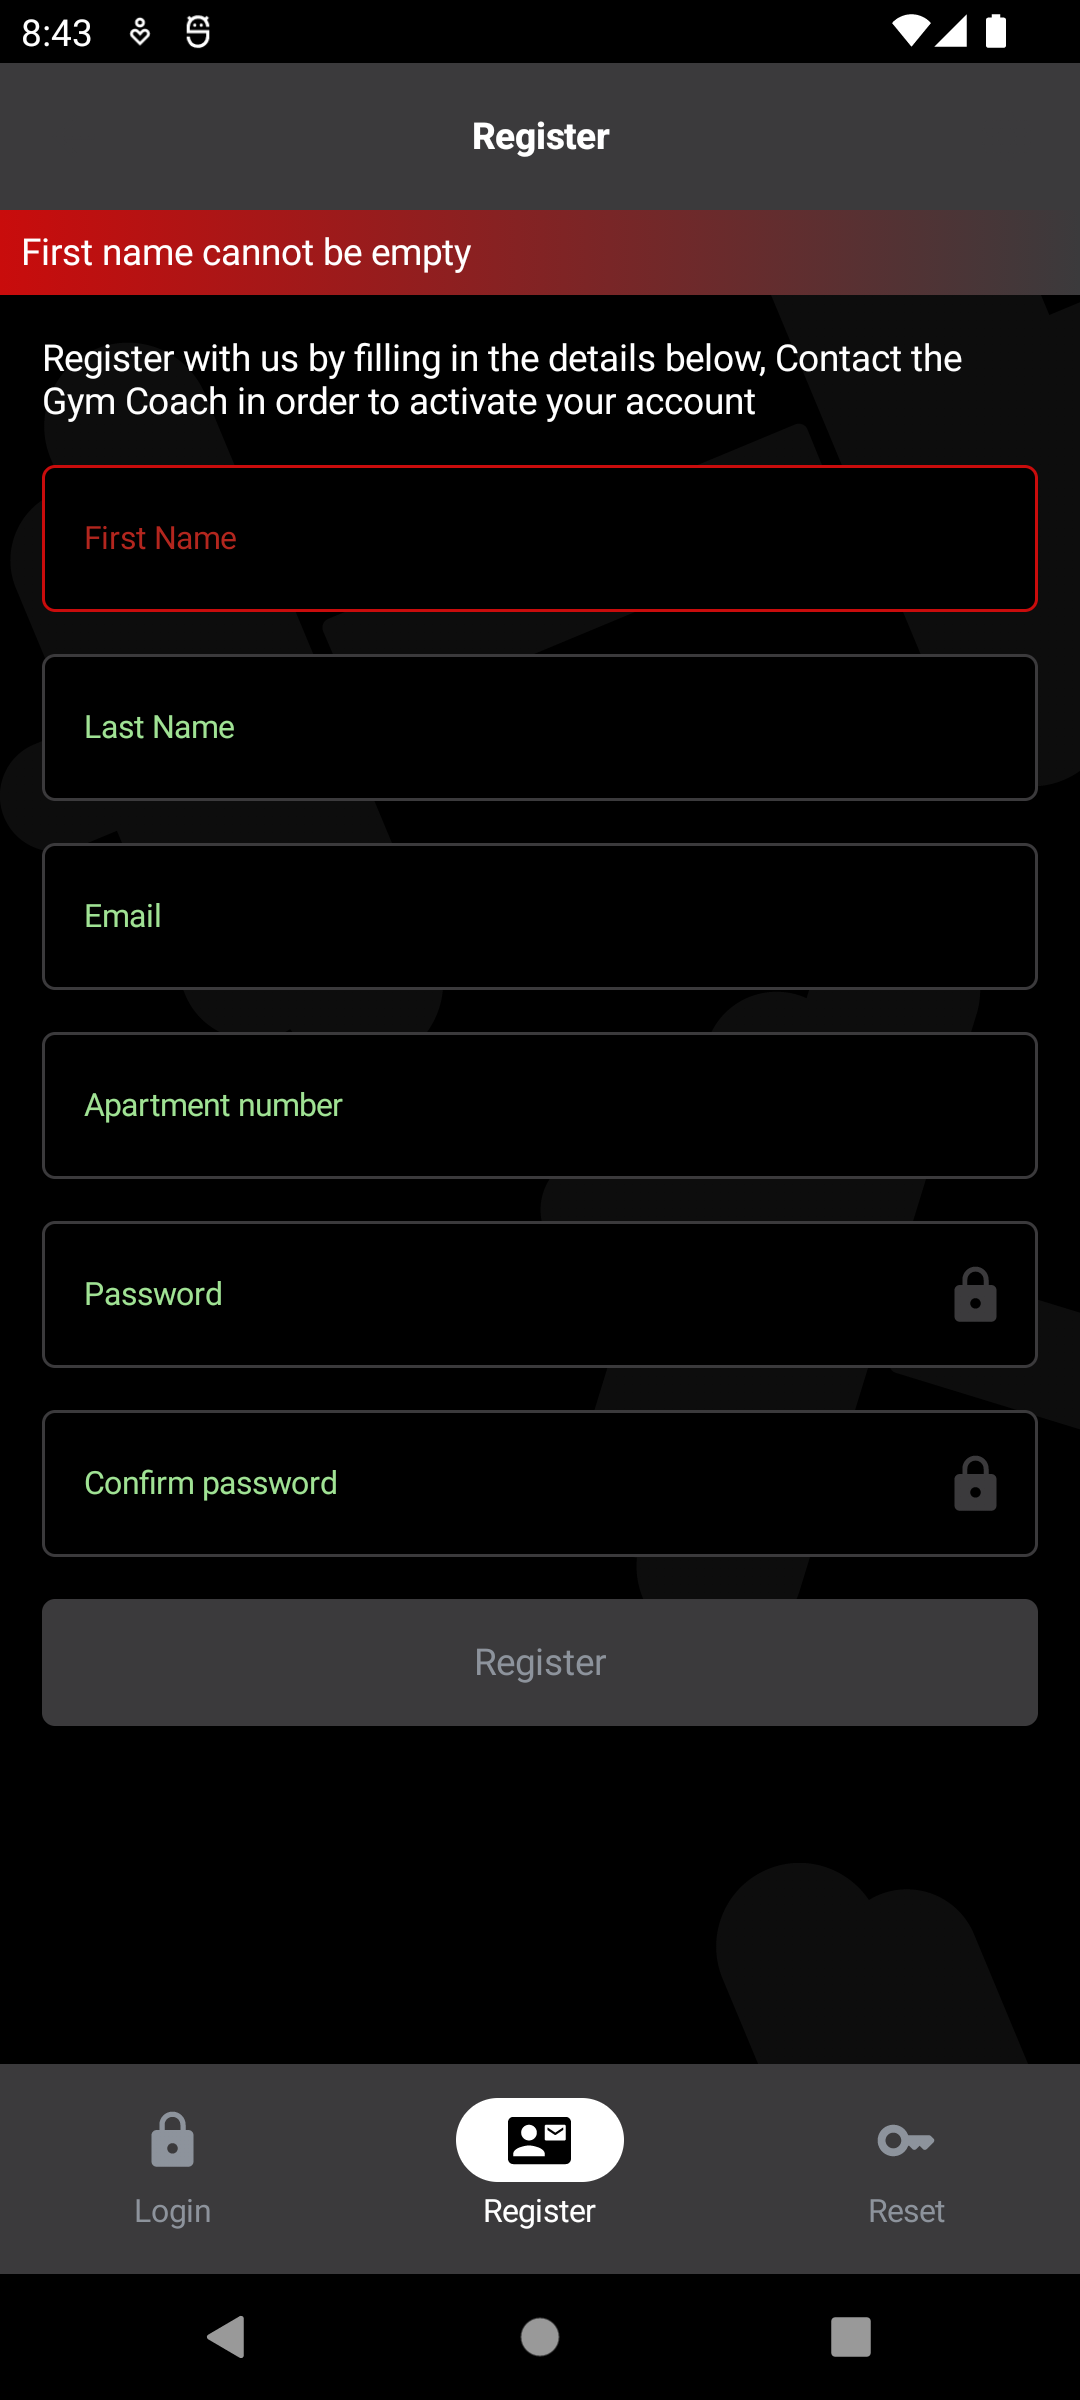 8:43
Register
First name cannot be empty
Register with us by filling in the details below, Contact the
Gym Coach in order to activate your account
First Name
Last Name
Email
Apartment number
Password
Confirm password
Register
Login
Register
Reset